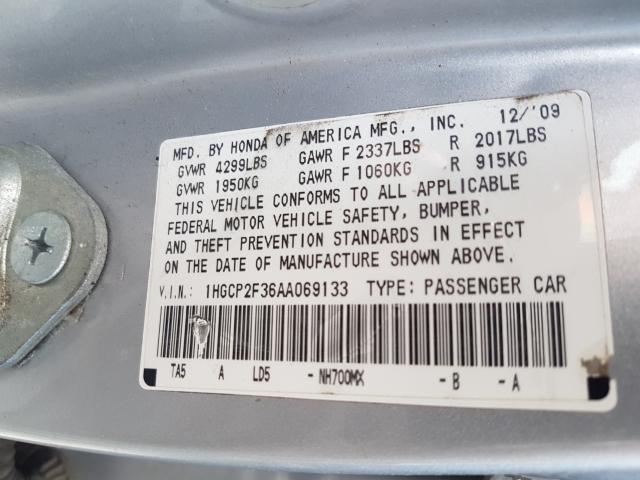 MFD. BY HONDA OF AMERICA MFG., INC. 12/'09
GVWR 4299LBS GAWR F 2337LBS R 2017LBS
GVWR 1950KG GAWR F 1060KG R 915KG
THIS VEHICLE CONFORMS TO ALL APPLICABLE
FEDERAL MOTOR VEHICLE SAFETY, BUMPER,
AND THEFT PREVENTION STANDARDS IN EFFECT
ON THE DATE OF MANUFACTURE SHOWN ABOVE.
V.I.N.: 1HGCP2F36AA069133 TYPE: PASSENGER CAR
TA5 A LD5 - NH700MX - B - A